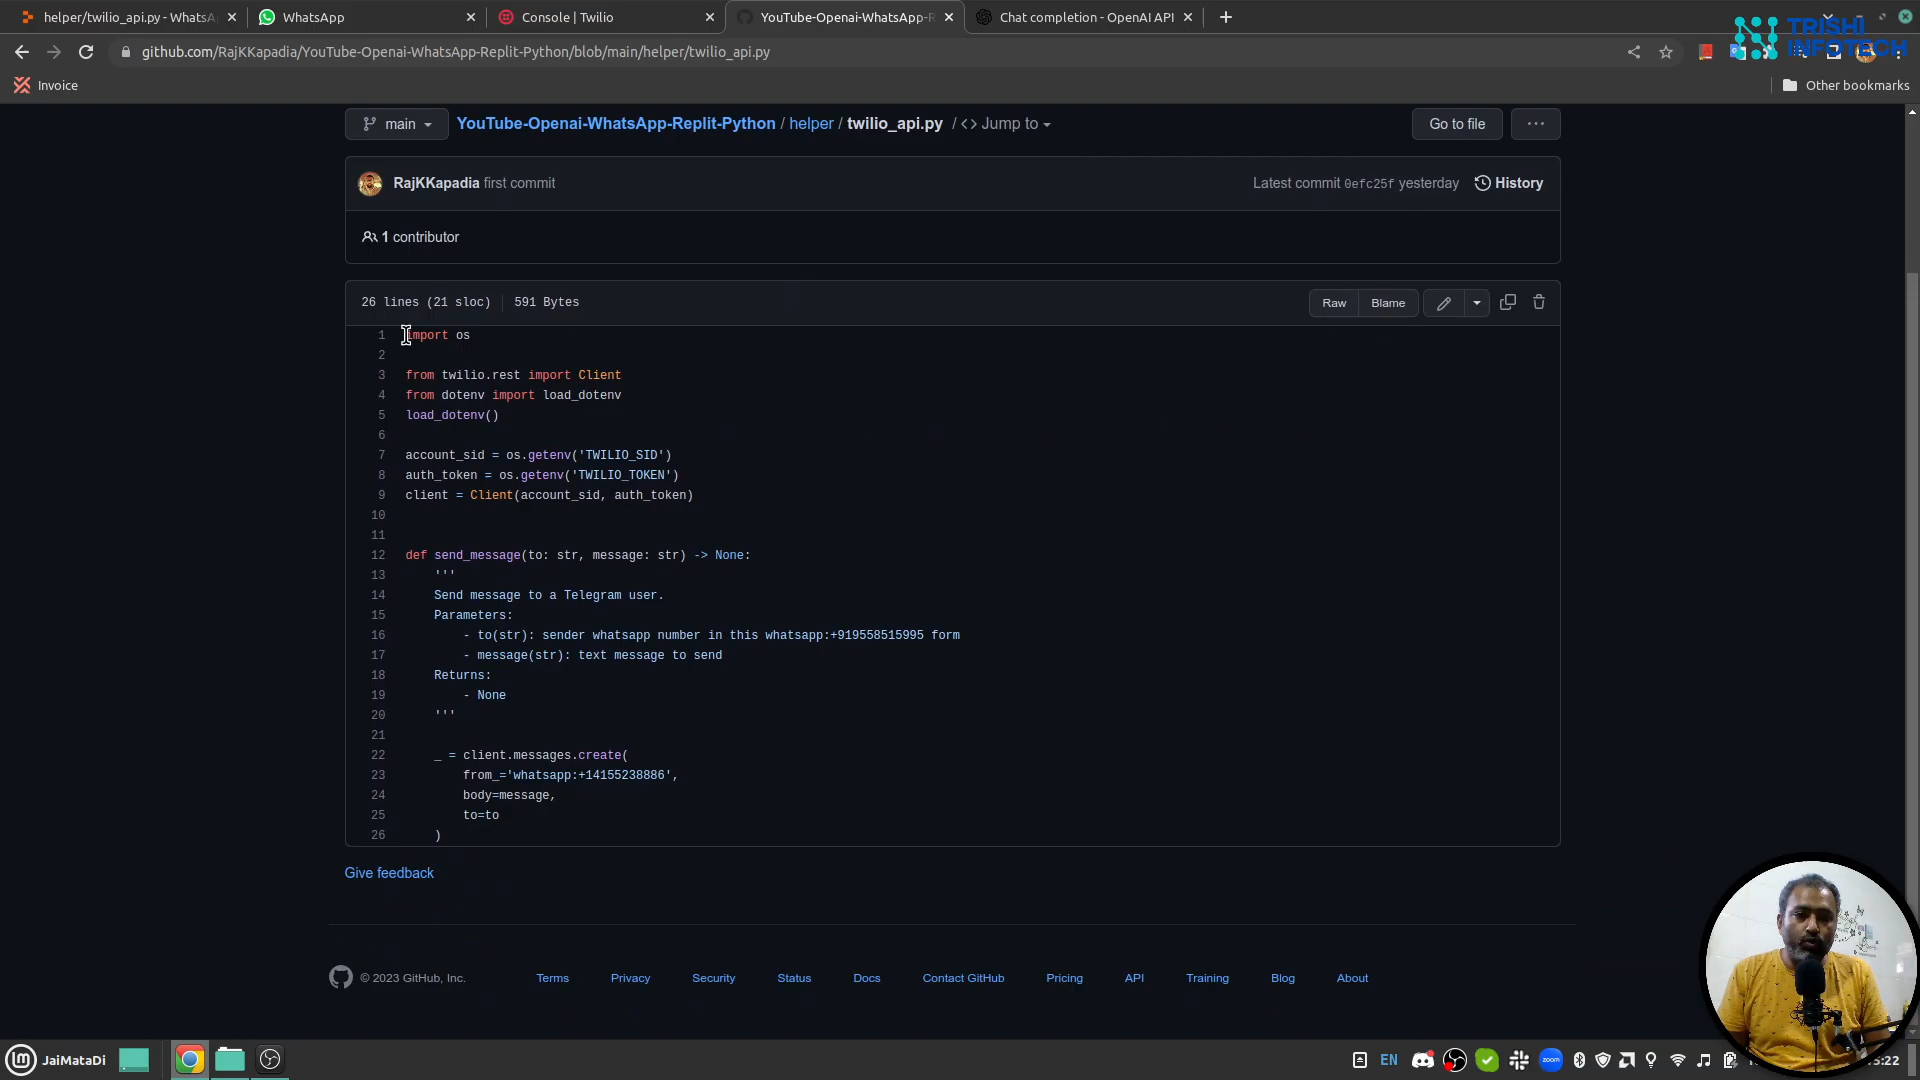 helper/twilio_api.py - WhatsA
WhatsApp
Console | Twilio
YouTube-Openai-WhatsApp-R
Chat completion - OpenAI API
github.com/RajKKapadia/YouTube-Openai-WhatsApp-Replit-Python/blob/main/helper/twilio_api.py
TRISHI
INFOTECH
Invoice
Other bookmarks
main
YouTube-Openai-WhatsApp-Replit-Python / helper / twilio_api.py / <> Jump to
Go to file
RajKKapadia first commit
Latest commit 0efc25f yesterday
History
1 contributor
26 lines (21 sloc) 591 Bytes
Raw
Blame
1 import os
2
3 from twilio.rest import Client
4 from dotenv import load_dotenv
5 load_dotenv()
6
7 account_sid = os.getenv('TWILIO_SID')
8 auth_token = os.getenv('TWILIO_TOKEN')
9 client = Client(account_sid, auth_token)
10
11
12 def send_message(to: str, message: str) -> None:
13 '''
14 Send message to a Telegram user.
15 Parameters:
16 - to(str): sender whatsapp number in this whatsapp:+919558515995 form
17 - message(str): text message to send
18 Returns:
19 - None
20 '''
21
22 _ = client.messages.create(
23 from_='whatsapp:+14155238886',
24 body=message,
25 to=to
26 )
Give feedback
© 2023 GitHub, Inc.
Terms
Privacy
Security
Status
Docs
Contact GitHub
Pricing
API
Training
Blog
About
JaiMataDi
EN
zoom
:22